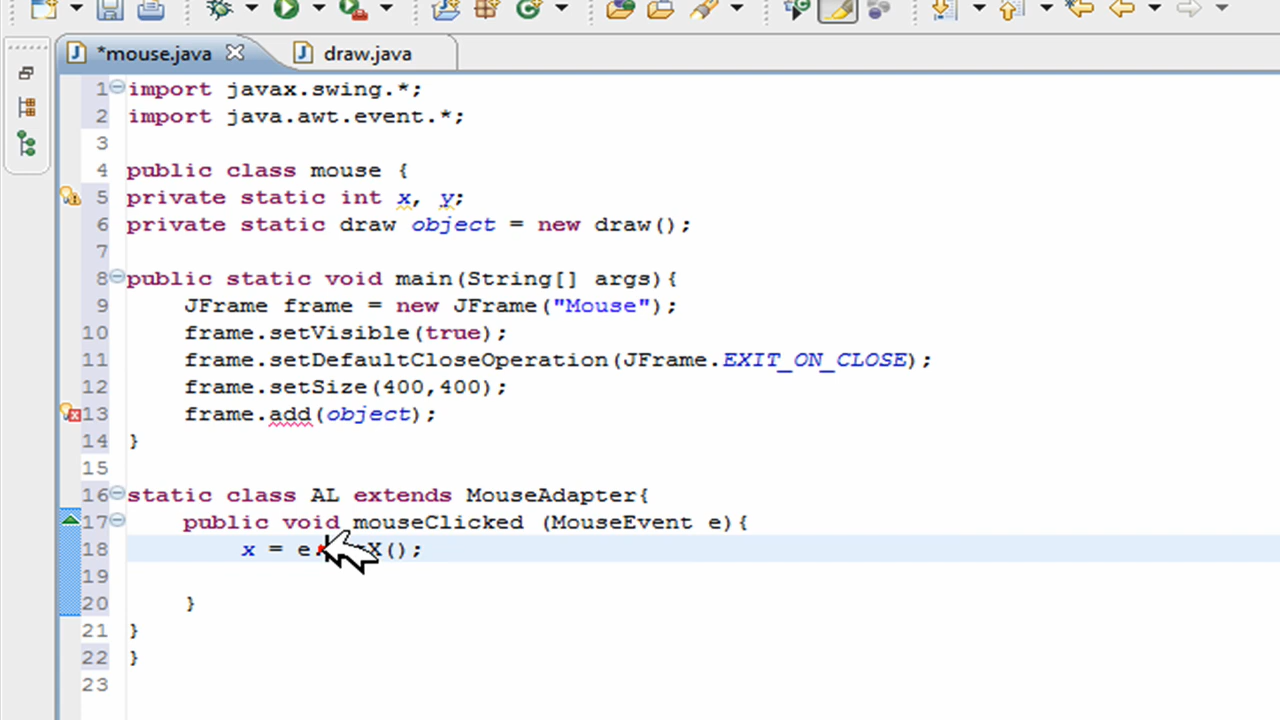 *mouse.java draw.java
1 import javax.swing.*;
2 import java.awt.event.*;
3
4 public class mouse {
5 private static int x, y;
6 private static draw object = new draw();
7
8 public static void main(String[] args){
9 JFrame frame = new JFrame("Mouse");
10 frame.setVisible(true);
11 frame.setDefaultCloseOperation(JFrame.EXIT_ON_CLOSE);
12 frame.setSize(400,400);
13 frame.add(object);
14 }
15
16 static class AL extends MouseAdapter{
17 public void mouseClicked (MouseEvent e){
18 x = e. X();
19
20 }
21 }
22 }
23